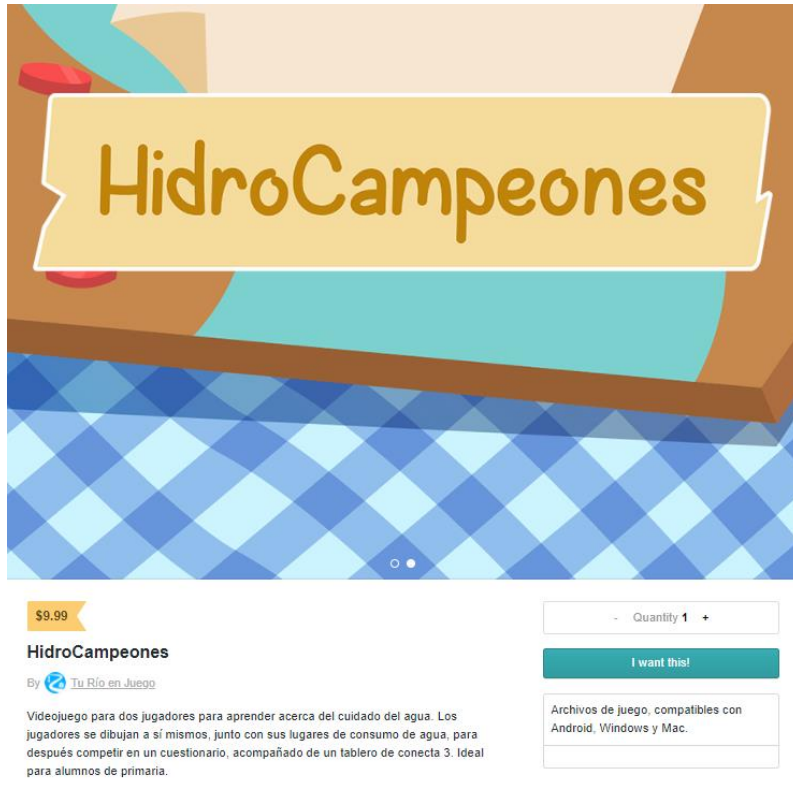 HidroCampeones
$9.99
HidroCampeones
By Tu Río en Juego
Videojuego para dos jugadores para aprender acerca del cuidado del agua. Los
jugadores se dibujan a sí mismos, junto con sus lugares de consumo de agua, para
después competir en un cuestionario, acompañado de un tablero de conecta 3. Ideal
para alumnos de primaria.
- Quantity 1 +
I want this!
Archivos de juego, compatibles con
Android, Windows y Mac.